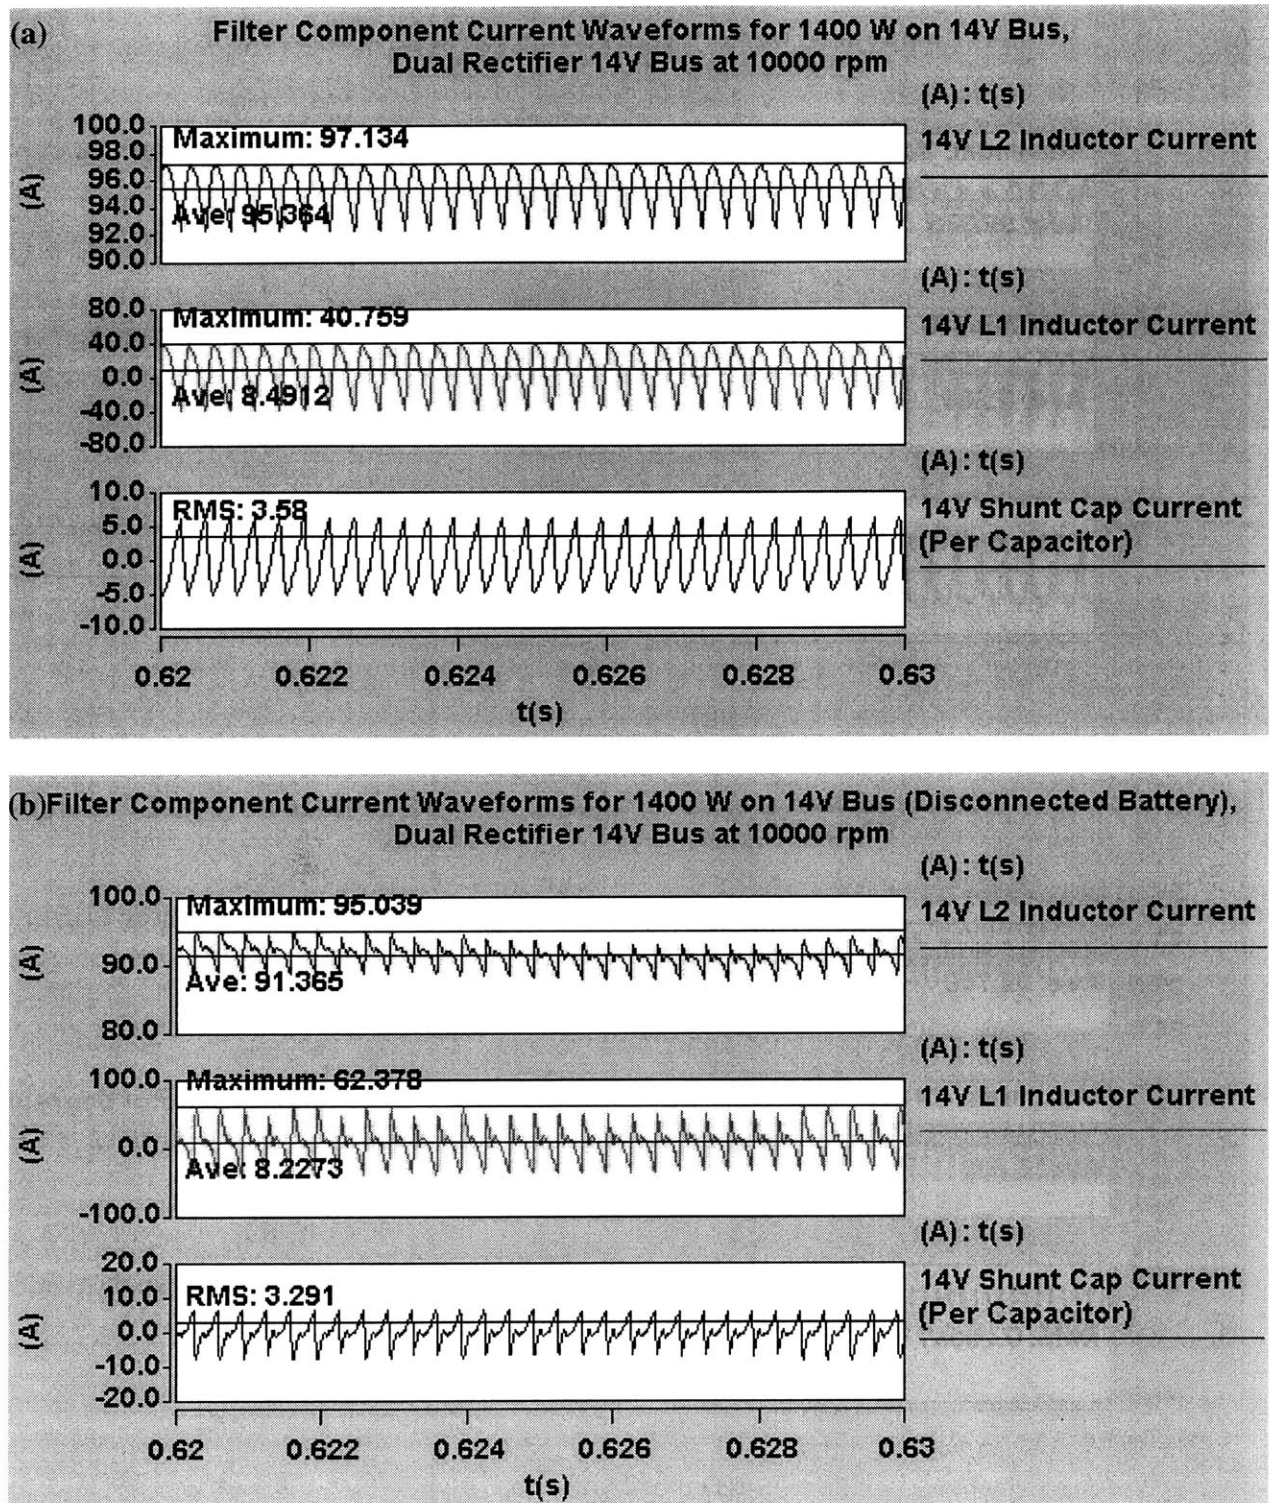 (a) Filter Component Current Waveforms for 1400 W on 14V Bus,
Dual Rectifier 14V Bus at 10000 rpm
(A): t(s)
14V L2 Inductor Current
100.0
98.0
96.0
94.0
92.0
90.0
(A)
Maximum: 97.134
Ave: 95.364
(A): t(s)
14V L1 Inductor Current
80.0
40.0
0.0
-40.0
-80.0
(A)
Maximum: 40.759
Ave: 8.4912
(A): t(s)
14V Shunt Cap Current
(Per Capacitor)
10.0
5.0
0.0
-5.0
-10.0
(A)
RMS: 3.58
0.62 0.622 0.624 0.626 0.628 0.63
t(s)
(b)Filter Component Current Waveforms for 1400 W on 14V Bus (Disconnected Battery),
Dual Rectifier 14V Bus at 10000 rpm
(A): t(s)
14V L2 Inductor Current
100.0
90.0
80.0
(A)
Maximum: 95.039
Ave: 91.365
(A): t(s)
14V L1 Inductor Current
100.0
0.0
-100.0
(A)
Maximum: 62.378
Ave: 8.2273
(A): t(s)
14V Shunt Cap Current
(Per Capacitor)
20.0
10.0
0.0
-10.0
-20.0
(A)
RMS: 3.291
0.62 0.622 0.624 0.626 0.628 0.63
t(s)